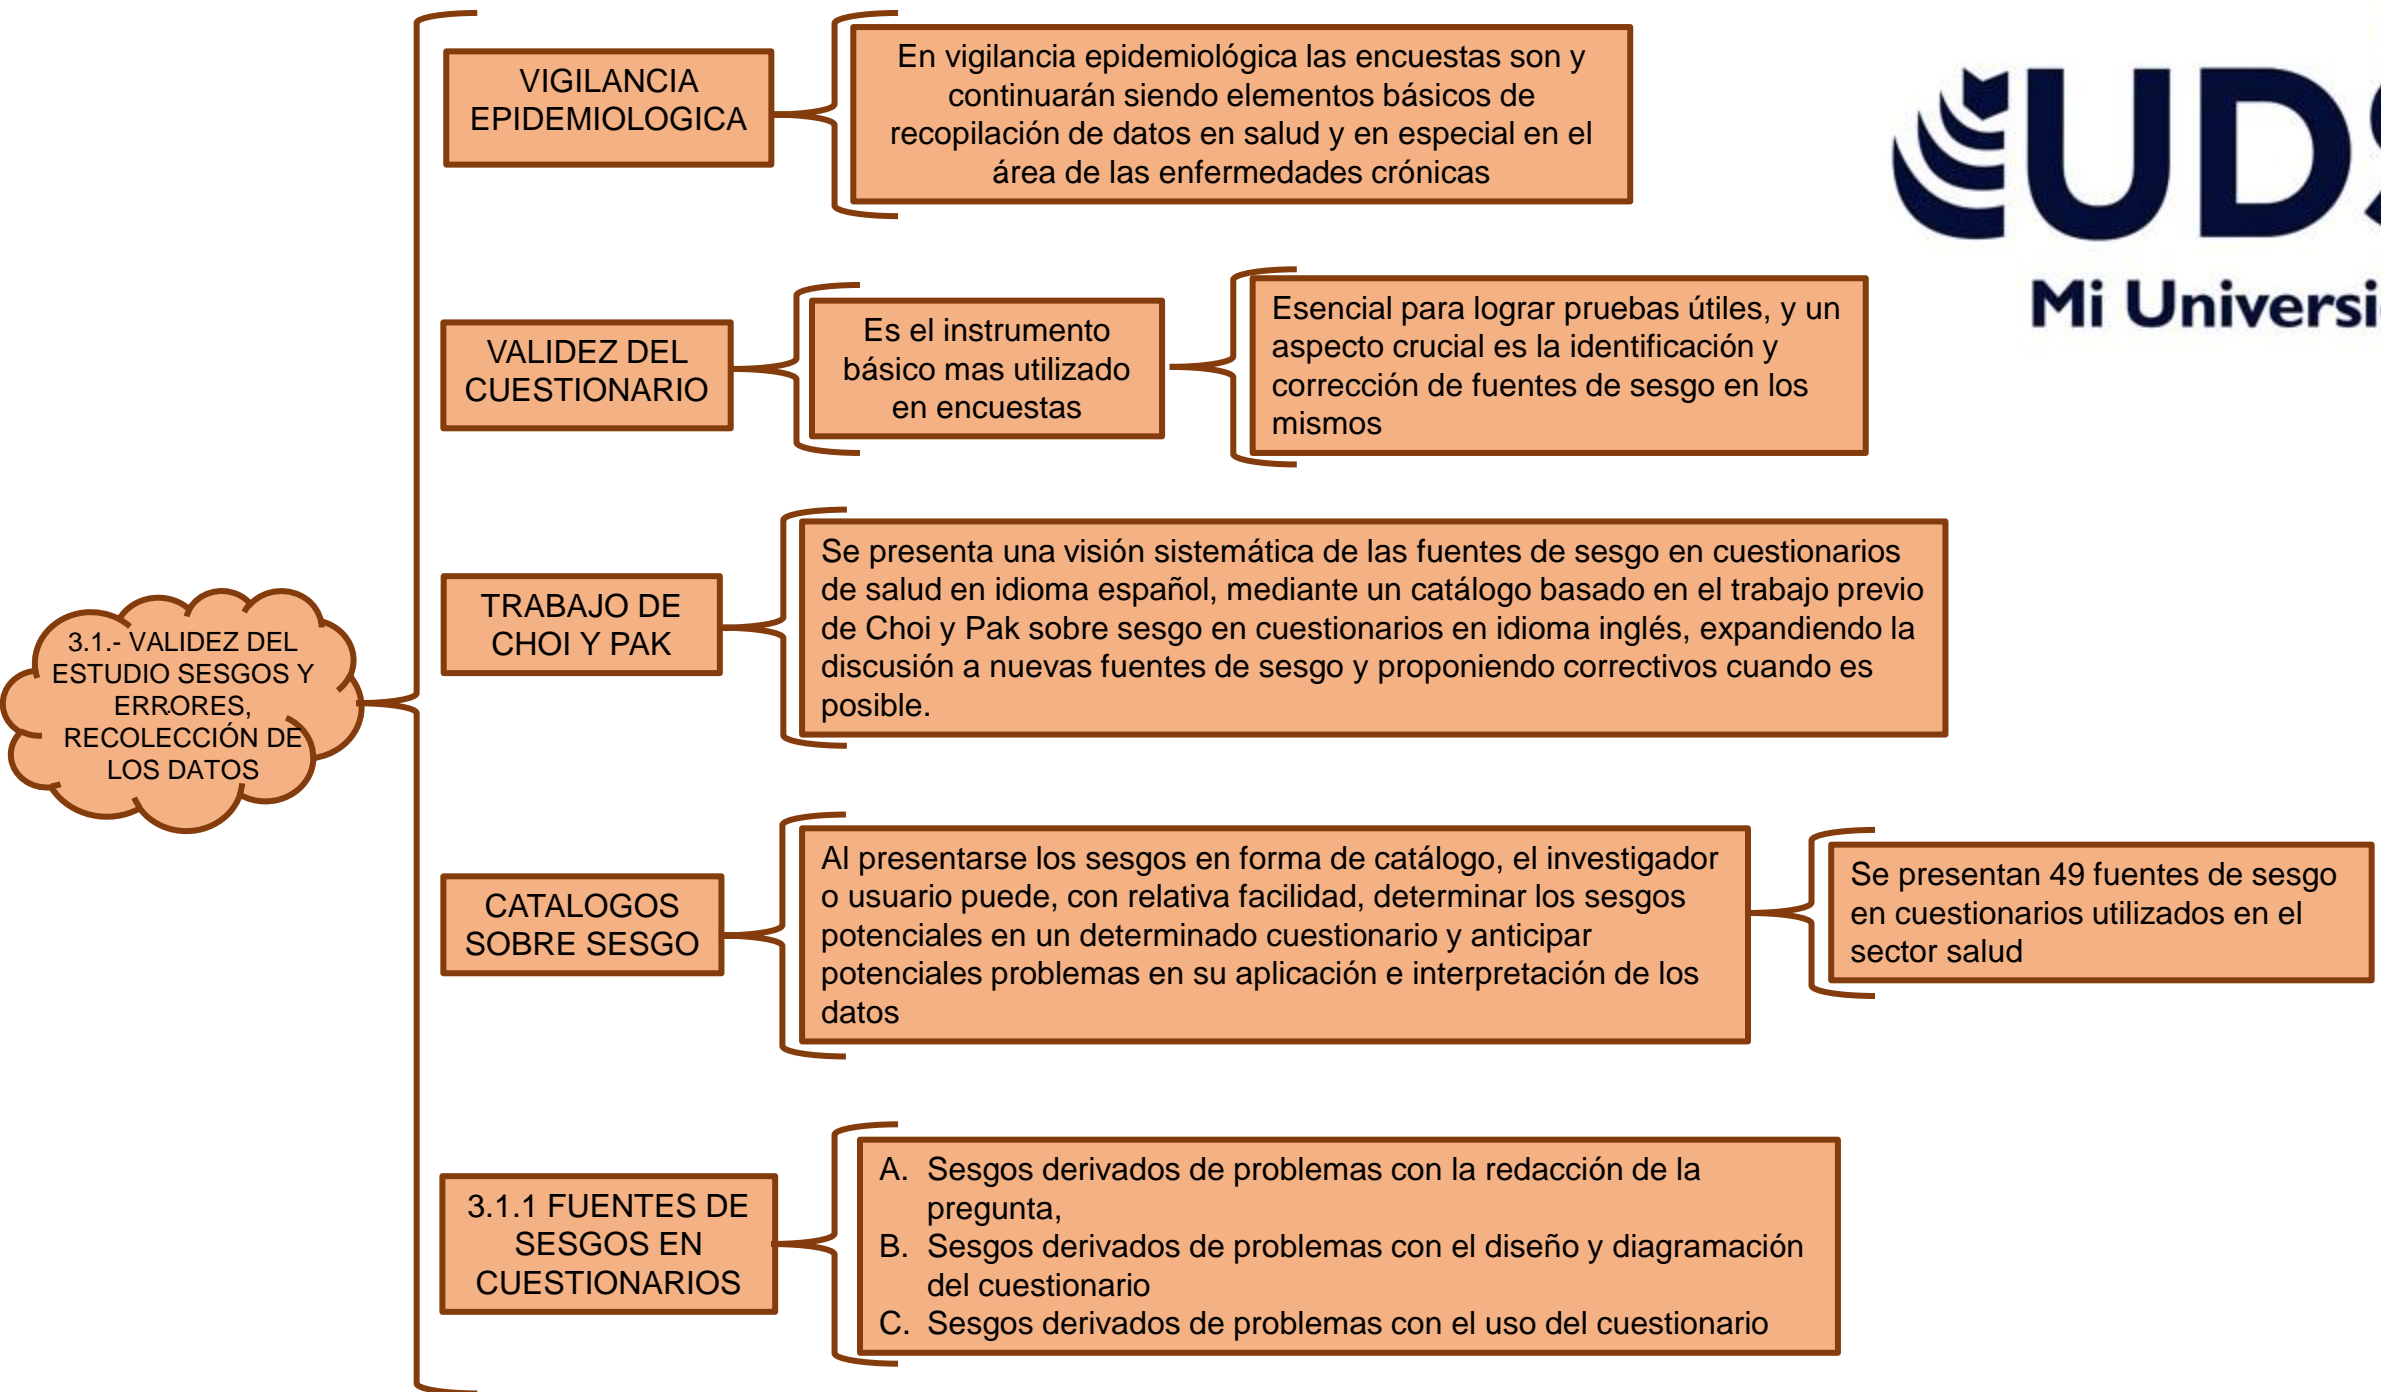 VIGILANCIA
EPIDEMIOLOGICA
En vigilancia epidemiológica las encuestas son y
continuarán siendo elementos básicos de
recopilación de datos en salud y en especial en el
área de las enfermedades crónicas
UDS
Mi Universi
VALIDEZ DEL
CUESTIONARIO
Es el instrumento
básico mas utilizado
en encuestas
Esencial para lograr pruebas útiles, y un
aspecto crucial es la identificación y
corrección de fuentes de sesgo en los
mismos
3.1.- VALIDEZ DEL
ESTUDIO SESGOS Y
ERRORES,
RECOLECCIÓN DE
LOS DATOS
TRABAJO DE
CHOI Y PAK
Se presenta una visión sistemática de las fuentes de sesgo en cuestionarios
de salud en idioma español, mediante un catálogo basado en el trabajo previo
de Choi y Pak sobre sesgo en cuestionarios en idioma inglés, expandiendo la
discusión a nuevas fuentes de sesgo y proponiendo correctivos cuando es
posible.
CATALOGOS
SOBRE SESGO
Al presentarse los sesgos en forma de catálogo, el investigador
o usuario puede, con relativa facilidad, determinar los sesgos
potenciales en un determinado cuestionario y anticipar
potenciales problemas en su aplicación e interpretación de los
datos
Se presentan 49 fuentes de sesgo
en cuestionarios utilizados en el
sector salud
3.1.1 FUENTES DE
SESGOS EN
CUESTIONARIOS
A. Sesgos derivados de problemas con la redacción de la
pregunta,
B. Sesgos derivados de problemas con el diseño y diagramación
del cuestionario
C. Sesgos derivados de problemas con el uso del cuestionario